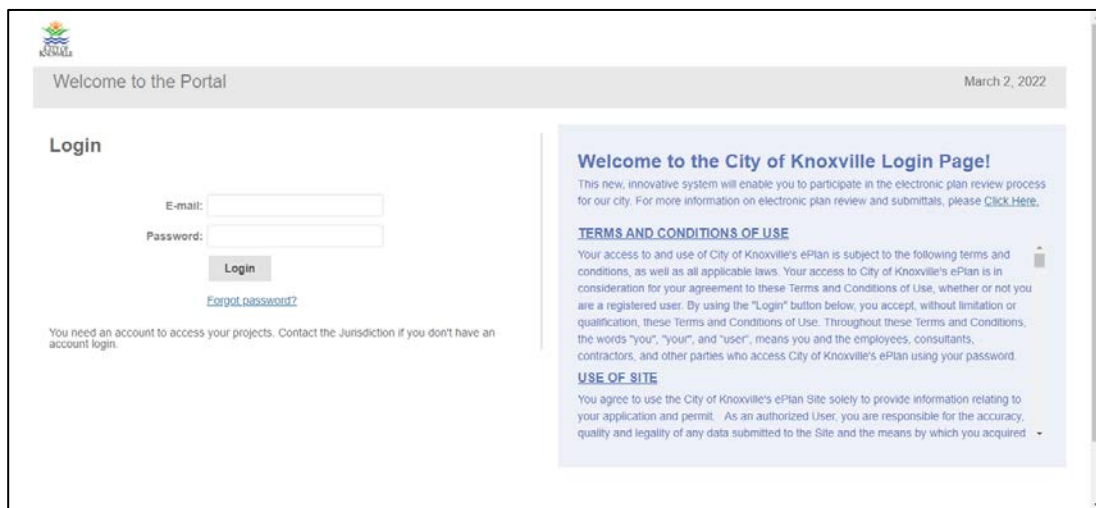 CITY OF
KNOXVILLE
Welcome to the Portal
March 2, 2022
Login
E-mail:
Password:
Login
Forgot password?
You need an account to access your projects. Contact the Jurisdiction if you don't have an
account login.
Welcome to the City of Knoxville Login Page!
This new, innovative system will enable you to participate in the electronic plan review process
for our city. For more information on electronic plan review and submittals, please Click Here.
TERMS AND CONDITIONS OF USE
Your access to and use of City of Knoxville's ePlan is subject to the following terms and
conditions, as well as all applicable laws. Your access to City of Knoxville's ePlan is in
consideration for your agreement to these Terms and Conditions of Use, whether or not you
are a registered user. By using the "Login" button below, you accept, without limitation or
qualification, these Terms and Conditions of Use. Throughout these Terms and Conditions,
the words "you", "your", and "user", means you and the employees, consultants,
contractors, and other parties who access City of Knoxville's ePlan using your password.
USE OF SITE
You agree to use the City of Knoxville's ePlan Site solely to provide information relating to
your application and permit. As an authorized User, you are responsible for the accuracy,
quality and legality of any data submitted to the Site and the means by which you acquired